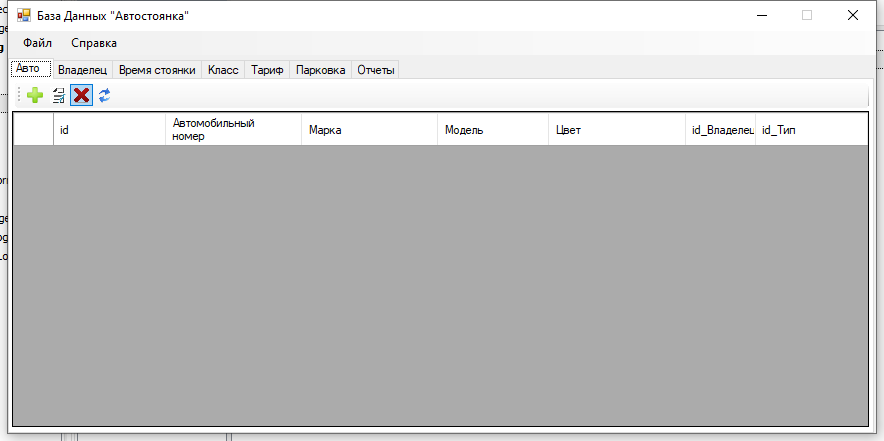 База Данных "Автостоянка"
Файл Справка
Авто Владелец Время стоянки Класс Тариф Парковка Отчеты
id Автомобильный номер Марка Модель Цвет id_Владелец id_Тип